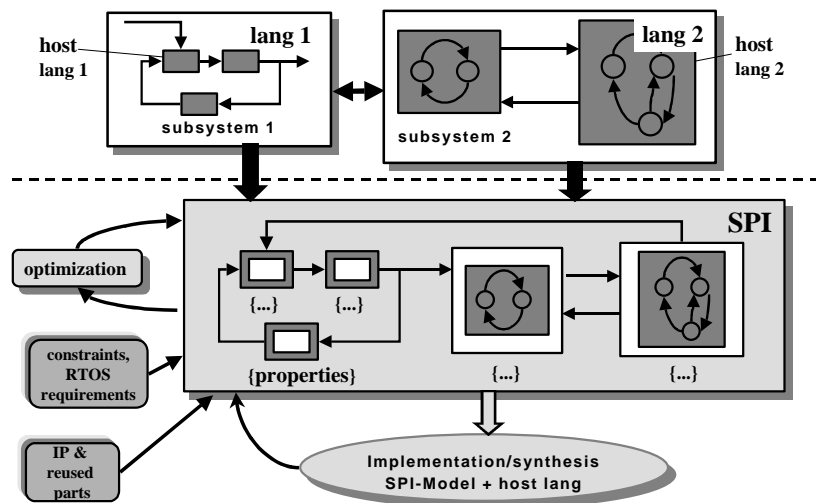 host
lang 1
lang 1
subsystem 1
lang 2
host
lang 2
subsystem 2
SPI
optimization
{...}
{...}
{properties}
{...}
{...}
constraints,
RTOS
requirements
IP &
reused
parts
Implementation/synthesis
SPI-Model + host lang